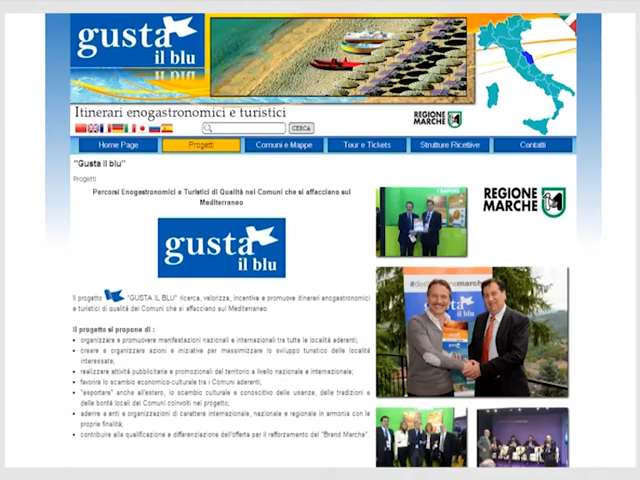 gusta
il blu
Itinerari enogastronomici e turistici
REGIONE
MARCHE
CERCA
Home Page
Progetti
Comuni e Mappe
Tour e Tickets
Strutture Ricettive
Contatti
"Gusta il blu"
Progetti
Percorsi Enogastronomici e Turistici di Qualità nei Comuni che si affacciano sul
Mediterraneo
REGIONE
MARCHE
gusta
il blu
Il progetto "GUSTA IL BLU" ricerca, valorizza, incentiva e promuove itinerari enogastronomici
e turistici di qualità dei Comuni che si affacciano sul Mediterraneo.
Il progetto si propone di :
organizzare e promuovere manifestazioni nazionali e internazionali tra tutte le località aderenti;
creare e organizzare azioni e iniziative per massimizzare lo sviluppo turistico delle località
interessate;
realizzare attività pubblicitarie e promozionali del territorio a livello nazionale e internazionale;
favorire lo scambio economico-culturale tra i Comuni aderenti;
"esportare" anche all'estero, lo scambio culturale e conoscitivo delle usanze, delle tradizioni e
delle bontà locali dei Comuni coinvolti nel progetto;
aderire a enti e organizzazioni di carattere internazionale, nazionale e regionale in armonia con le
proprie finalità;
contribuire alla qualificazione e differenziazione dell'offerta per il rafforzamento del "Brand Marche".
gusta
il blu